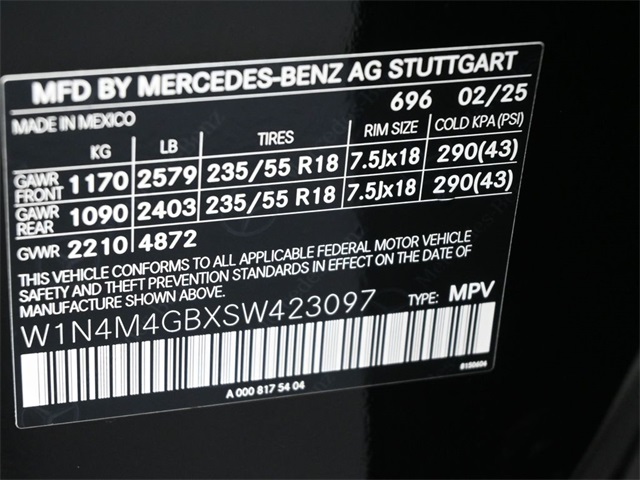 MFD BY MERCEDES-BENZ AG STUTTGART
696 02/25
MADE IN MEXICO
KG LB TIRES RIM SIZE COLD KPA(PSI)
GAWR FRONT 1170 2579 235/55 R18 7.5Jx18 290(43)
GAWR REAR 1090 2403 235/55 R18 7.5Jx18 290(43)
GVWR 2210 4872
THIS VEHICLE CONFORMS TO ALL APPLICABLE FEDERAL MOTOR VEHICLE
SAFETY AND THEFT PREVENTION STANDARDS IN EFFECT ON THE DATE OF
MANUFACTURE SHOWN ABOVE.
W1N4M4GBXSW423097 TYPE: MPV
A 000 817 54 04